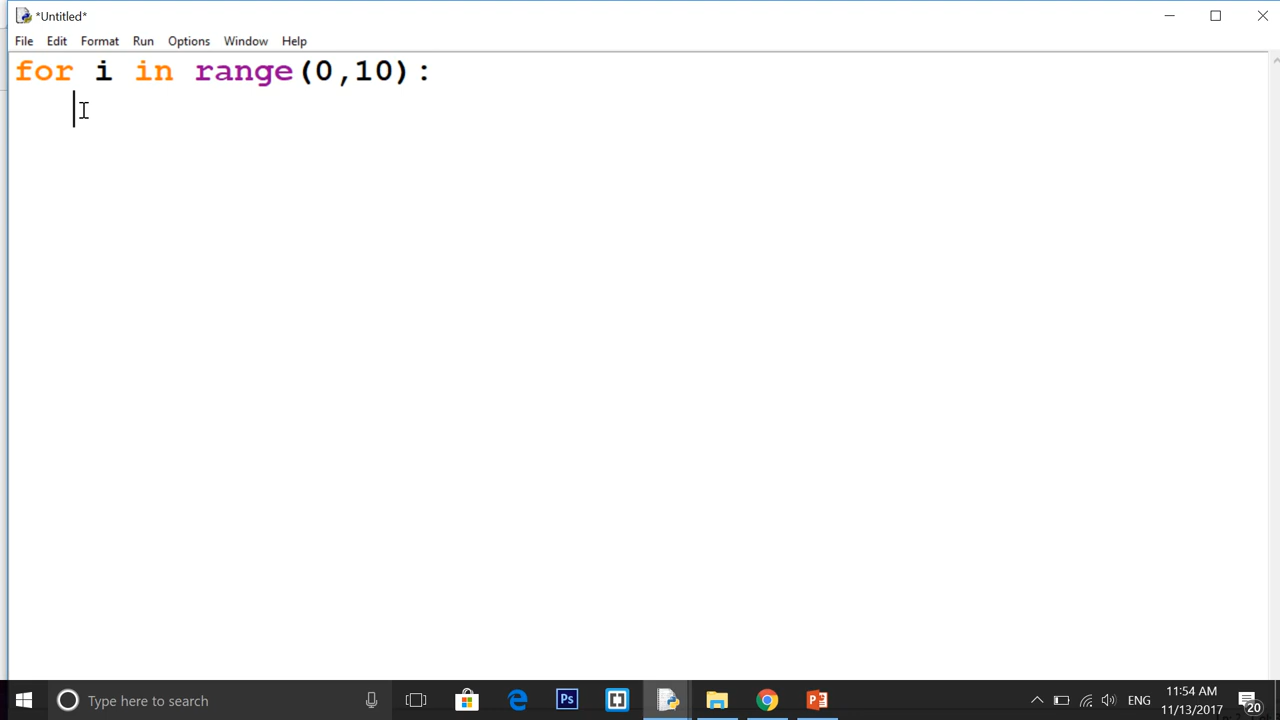 *Untitled*
File Edit Format Run Options Window Help
for i in range(0,10):
Type here to search
Ps
ENG
11:54 AM
11/13/2017
20